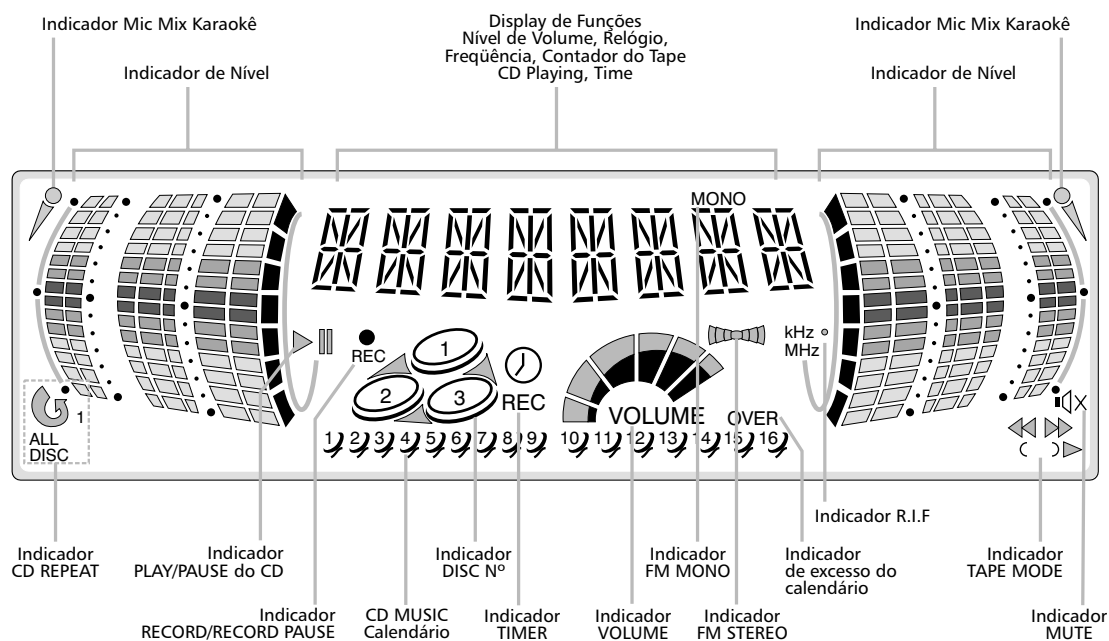 Indicador Mic Mix Karaokê
Display de Funções
Nível de Volume, Relógio,
Freqüência, Contador do Tape
CD Playing, Time
Indicador Mic Mix Karaokê
Indicador de Nível
Indicador de Nível
MONO
kHz
MHz
REC
1
2
3
REC
VOLUME
OVER
1
ALL
DISC
1 2 3 4 5 6 7 8 9 10 11 12 13 14 15 16
Indicador R.I.F
Indicador
CD REPEAT
Indicador
PLAY/PAUSE do CD
Indicador
DISC Nº
Indicador
FM MONO
Indicador
de excesso do
calendário
Indicador
TAPE MODE
Indicador
RECORD/RECORD PAUSE
CD MUSIC
Calendário
Indicador
TIMER
Indicador
VOLUME
Indicador
FM STEREO
Indicador
MUTE